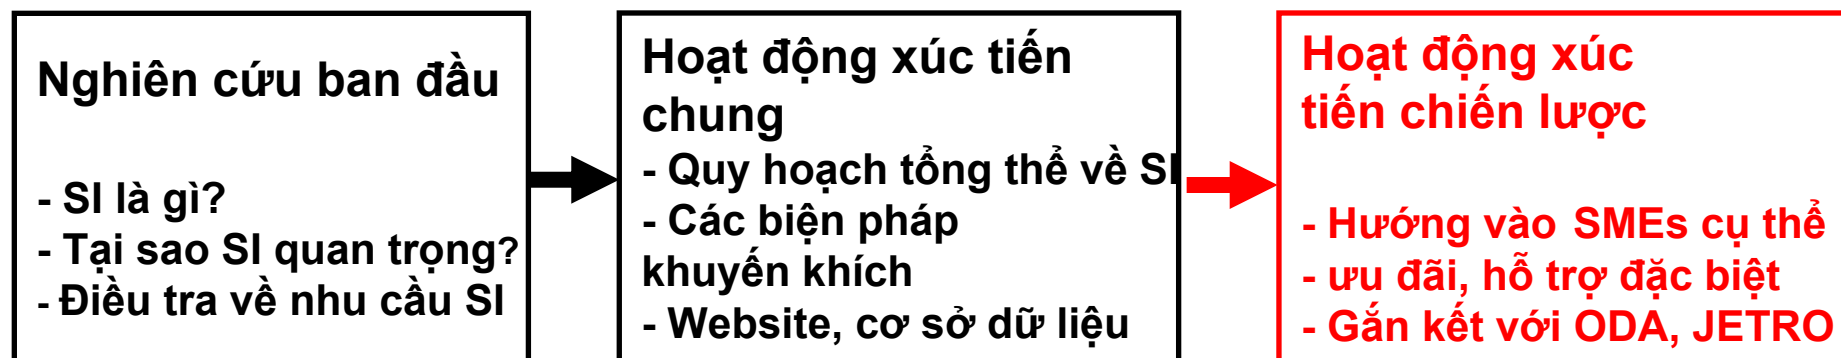 Nghiên cứu ban đầu
- SI là gì?
- Tại sao SI quan trọng?
- Điều tra về nhu cầu SI
Hoạt động xúc tiến
chung
- Quy hoạch tổng thể về SI
- Các biện pháp
khuyến khích
- Website, cơ sở dữ liệu
Hoạt động xúc
tiến chiến lược
- Hướng vào SMEs cụ thể
- ưu đãi, hỗ trợ đặc biệt
- Gắn kết với ODA, JETRO